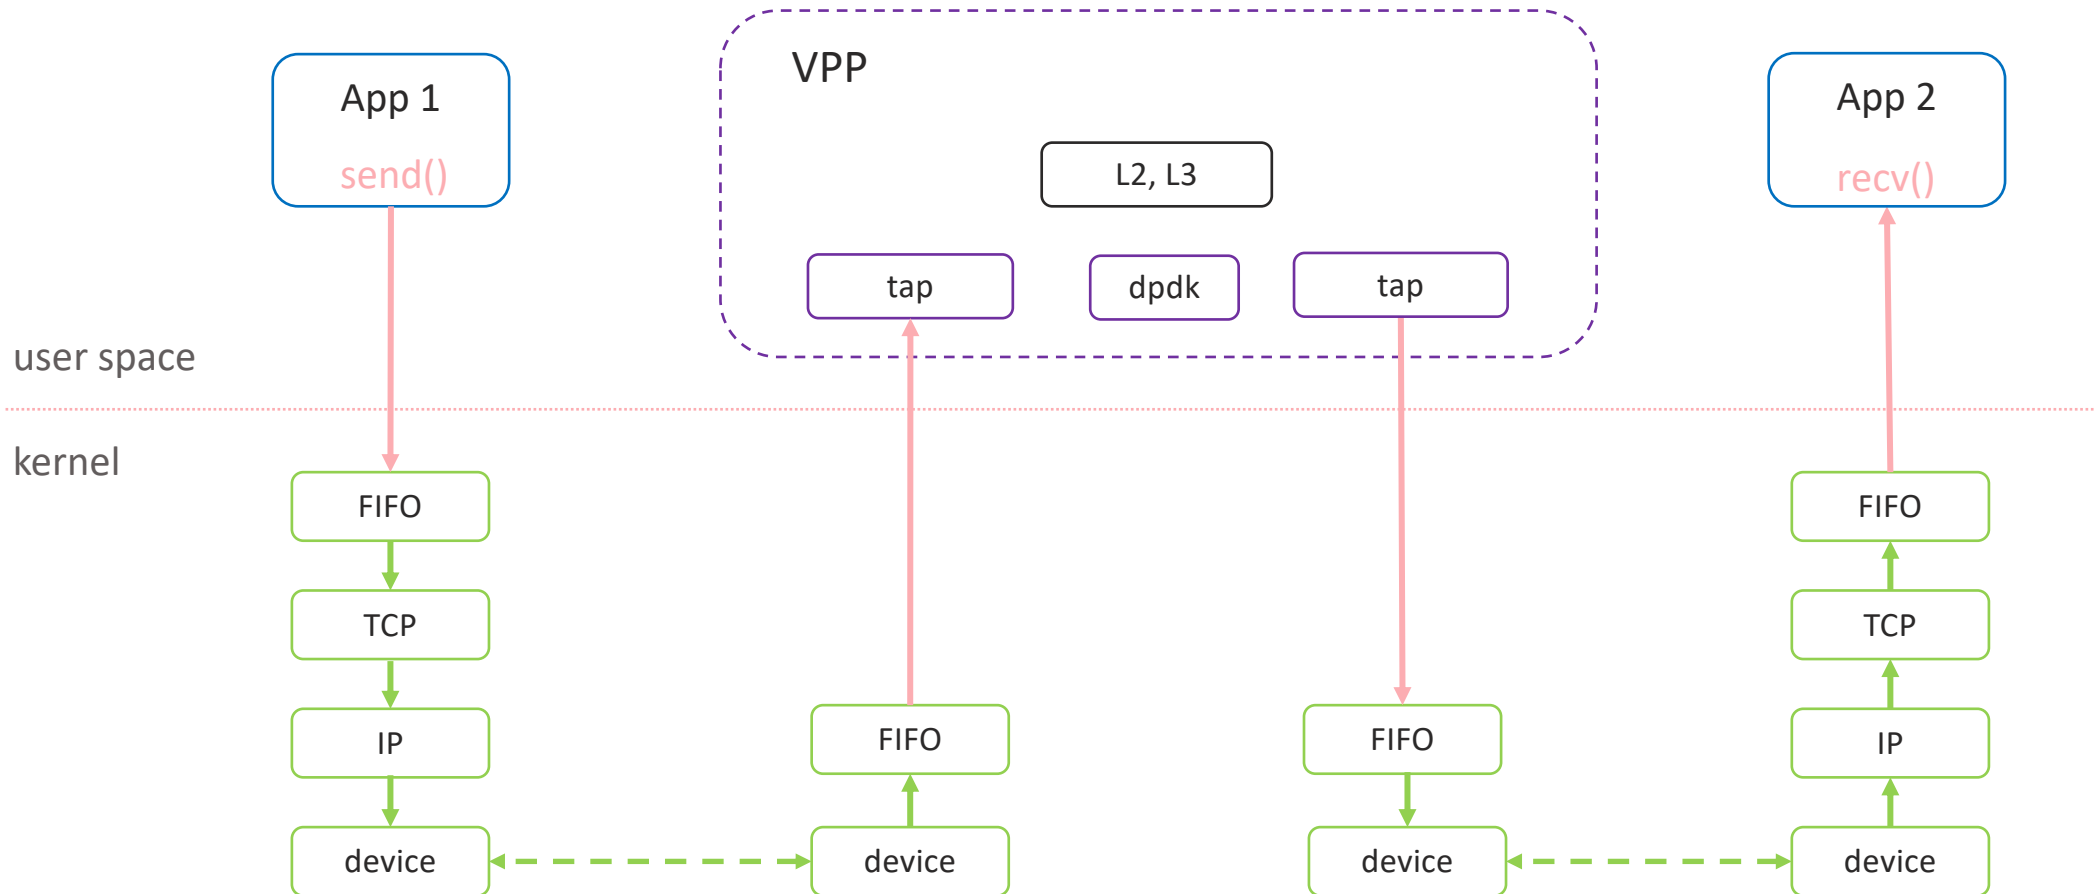 VPP
App 1
send()
App 2
recv()
L2, L3
tap
dpdk
tap
user space
kernel
FIFO
TCP
IP
device
FIFO
device
FIFO
device
FIFO
TCP
IP
device